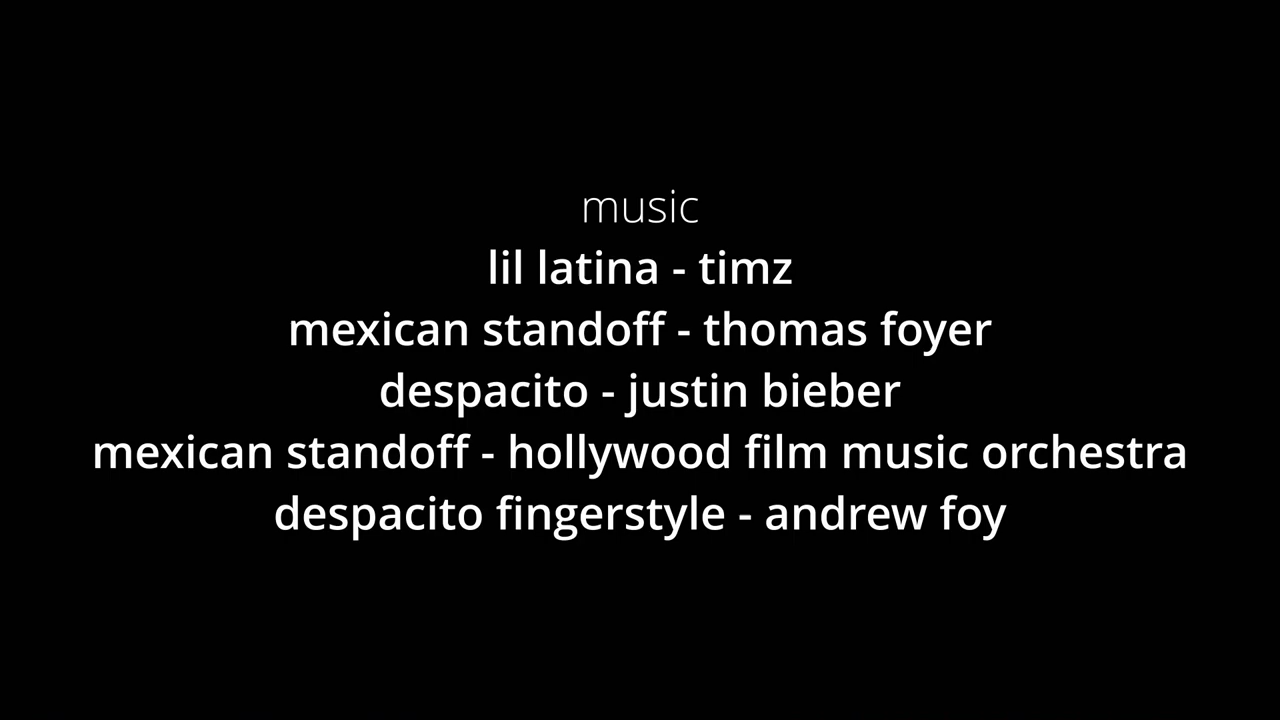 music
lil latina - timz
mexican standoff - thomas foyer
despacito - justin bieber
mexican standoff - hollywood film music orchestra
despacito fingerstyle - andrew foy